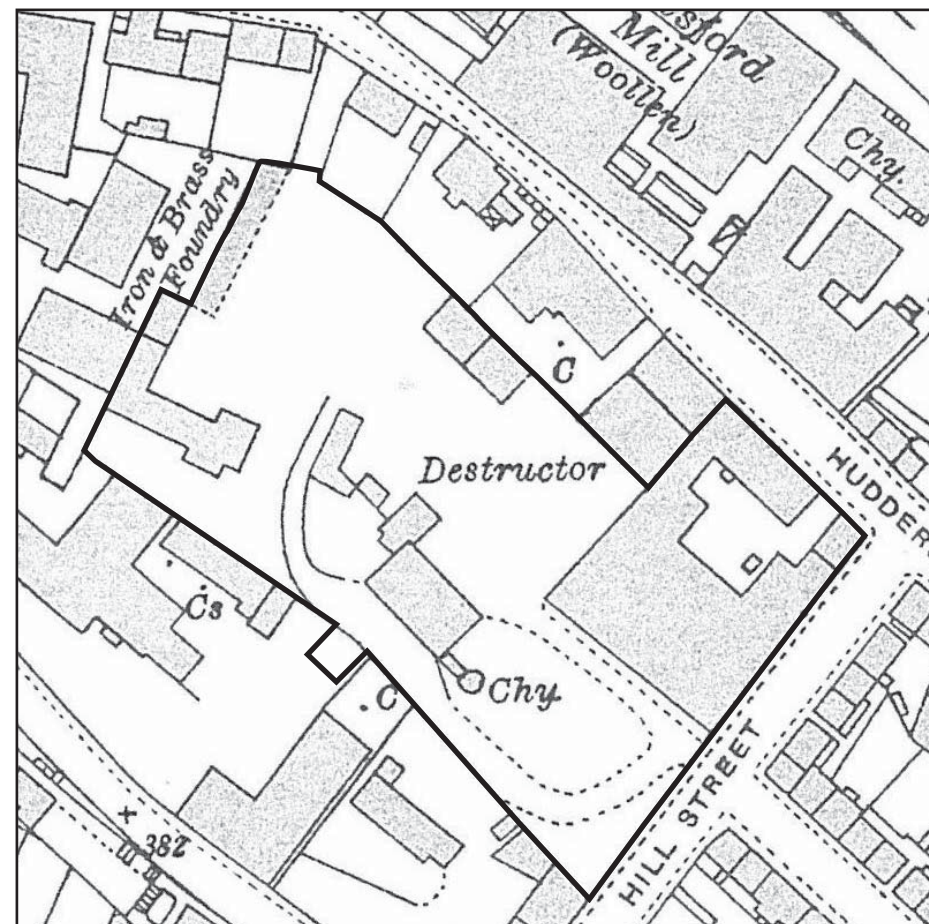 Mill
(Woollen)
Chy.
Iron & Brass
Foundry
C
Destructor
HUDDER
Cs
Chy
C
HILL STREET
382